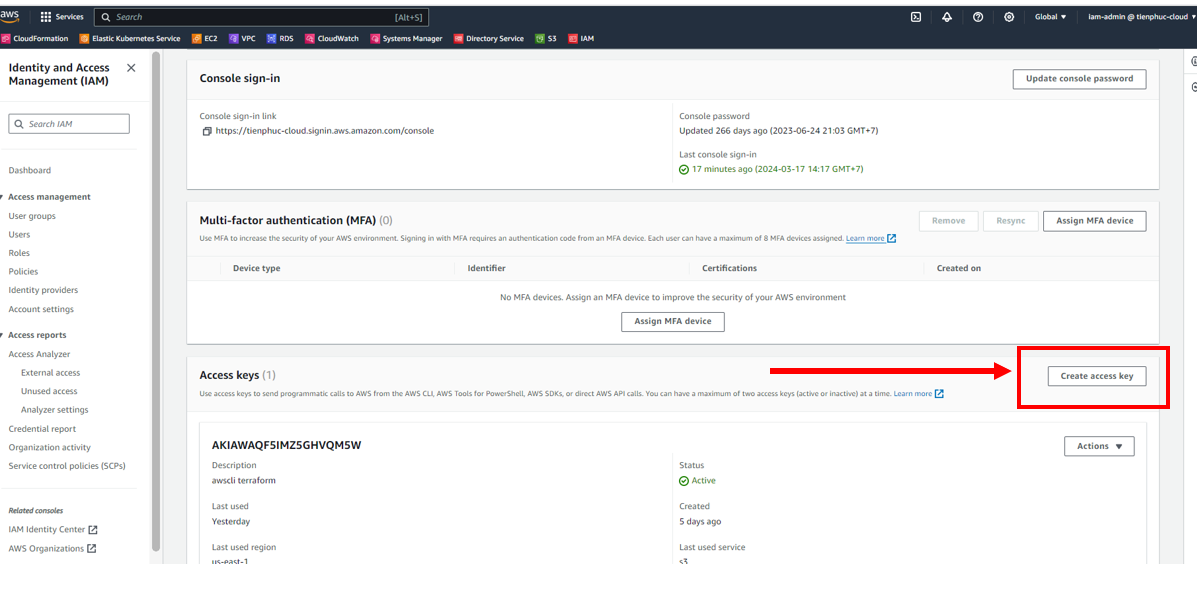 aws
Services
Search
[Alt+S]
Global
iam-admin @ tienphuc-cloud
CloudFormation
Elastic Kubernetes Service
EC2
VPC
RDS
CloudWatch
Systems Manager
Directory Service
S3
IAM
Identity and Access
Management (IAM)
Search IAM
Dashboard
Access management
User groups
Users
Roles
Policies
Identity providers
Account settings
Access reports
Access Analyzer
External access
Unused access
Analyzer settings
Credential report
Organization activity
Service control policies (SCPs)
Related consoles
IAM Identity Center
AWS Organizations
Console sign-in
Update console password
Console sign-in link
https://tienphuc-cloud.signin.aws.amazon.com/console
Console password
Updated 266 days ago (2023-06-24 21:03 GMT+7)
Last console sign-in
17 minutes ago (2024-03-17 14:17 GMT+7)
Multi-factor authentication (MFA) (0)
Remove
Resync
Assign MFA device
Use MFA to increase the security of your AWS environment. Signing in with MFA requires an authentication code from an MFA device. Each user can have a maximum of 8 MFA devices assigned. Learn more
Device type
Identifier
Certifications
Created on
No MFA devices. Assign an MFA device to improve the security of your AWS environment
Assign MFA device
Access keys (1)
Create access key
Use access keys to send programmatic calls to AWS from the AWS CLI, AWS Tools for PowerShell, AWS SDKs, or direct AWS API calls. You can have a maximum of two access keys (active or inactive) at a time. Learn more
AKIAWAQF5IMZ5GHVQM5W
Actions
Description
awscli terraform
Status
Active
Last used
Yesterday
Created
5 days ago
Last used region
us-east-1
Last used service
s3